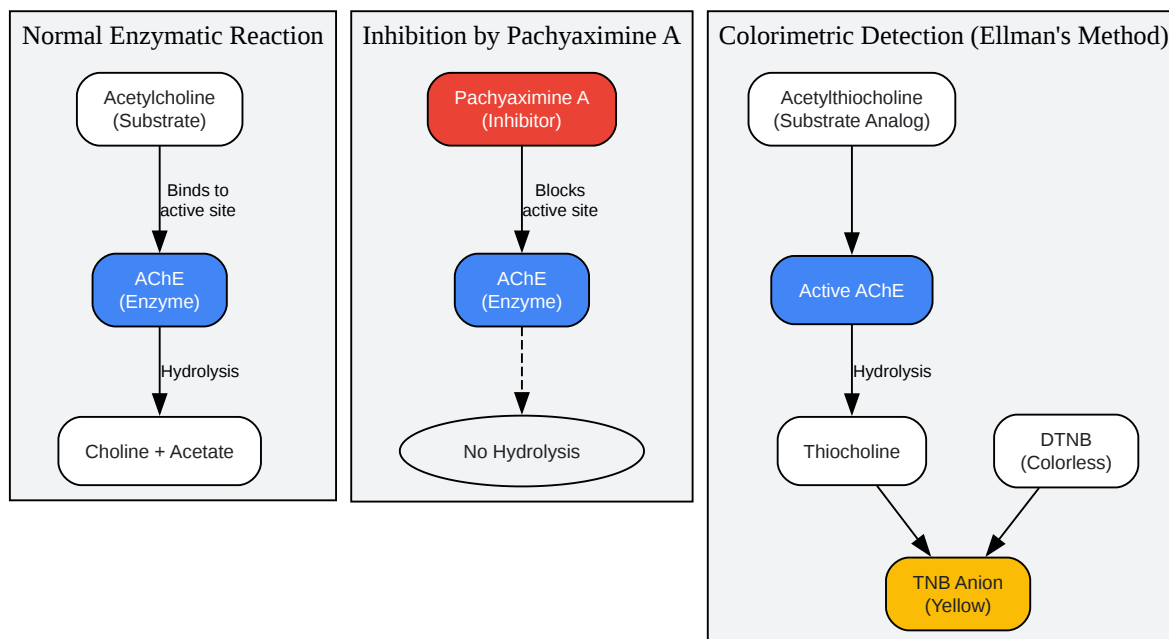 Normal Enzymatic Reaction
Acetylcholine
(Substrate)
Binds to
active site
AChE
(Enzyme)
Hydrolysis
Choline + Acetate
Inhibition by Pachyaximine A
Pachyaximine A
(Inhibitor)
Blocks
active site
AChE
(Enzyme)
No Hydrolysis
Colorimetric Detection (Ellman's Method)
Acetylthiocholine
(Substrate Analog)
Active AChE
Hydrolysis
Thiocholine
DTNB
(Colorless)
TNB Anion
(Yellow)